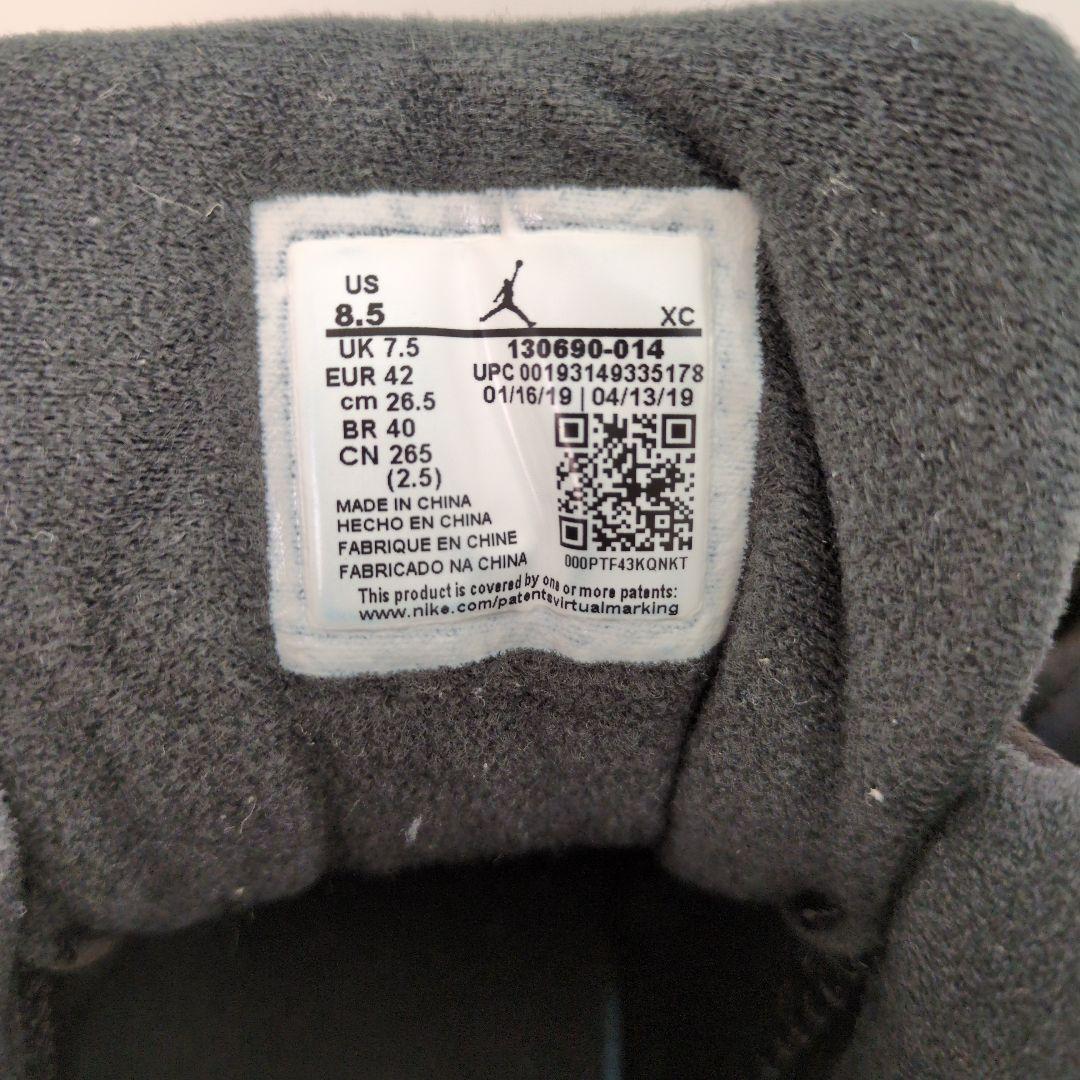 US
8.5
XC
UK 7.5
EUR 42
cm 26.5
BR 40
CN 265
(2.5)
130690-014
UPC 00193149335178
01/16/19 | 04/13/19
000PTF43KQNKT
MADE IN CHINA
HECHO EN CHINA
FABRIQUE EN CHINE
FABRICADO NA CHINA
This product is covered by one or more patents:
www.nike.com/patentsvirtualmarking